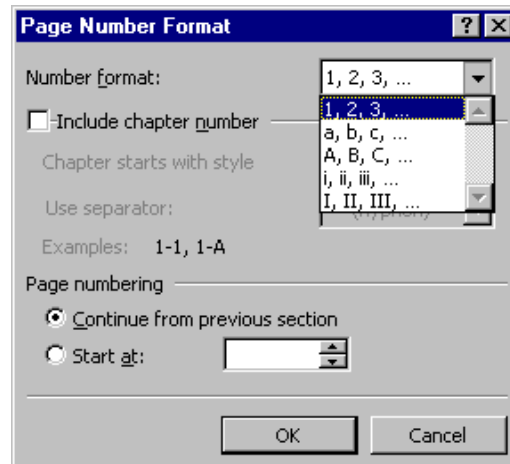 Page Number Format
Number format: 1, 2, 3, ...
1, 2, 3, ...
a, b, c, ...
A, B, C, ...
i, ii, iii, ...
I, II, III, ...
Include chapter number
Chapter starts with style
Use separator: (hyphen)
Examples: 1-1, 1-A
Page numbering
Continue from previous section
Start at:
OK Cancel